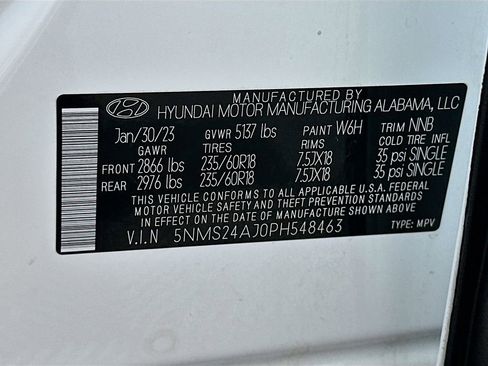 MANUFACTURED BY
HYUNDAI MOTOR MANUFACTURING ALABAMA, LLC
Jan/30/23 GVWR 5137 lbs PAINT W6H TRIM NNB
GAWR RIMS COLD TIRE INFL
FRONT 2866 lbs 235/60R18 7.5JX18 35 psi SINGLE
REAR 2976 lbs 235/60R18 7.5JX18 35 psi SINGLE
THIS VEHICLE CONFORMS TO ALL APPLICABLE U.S.A. FEDERAL
MOTOR VEHICLE SAFETY AND THEFT PREVENTION STANDARDS
IN EFFECT ON THE DATE OF MANUFACTURE SHOWN ABOVE.
V.I.N 5NMS24AJ0PH548463 TYPE: MPV